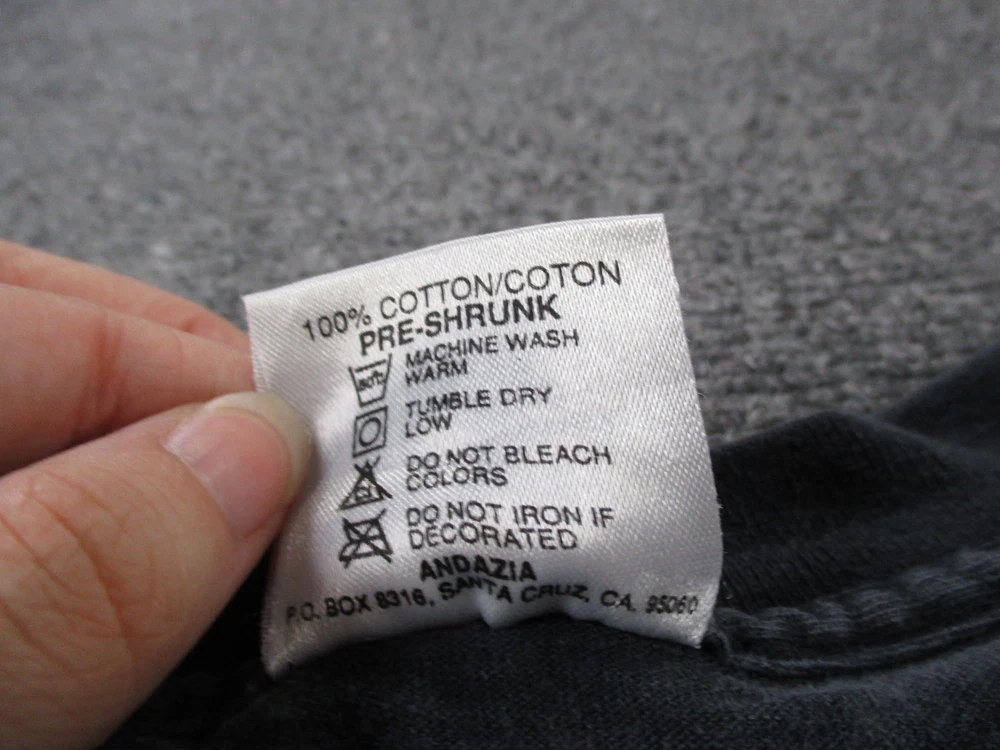 100% COTTON/COTON
PRE-SHRUNK
MACHINE WASH
WARM
TUMBLE DRY
LOW
DO NOT BLEACH
COLORS
DO NOT IRON IF
DECORATED
ANDAZIA
P.O. BOX 8316, SANTA CRUZ, CA. 95060